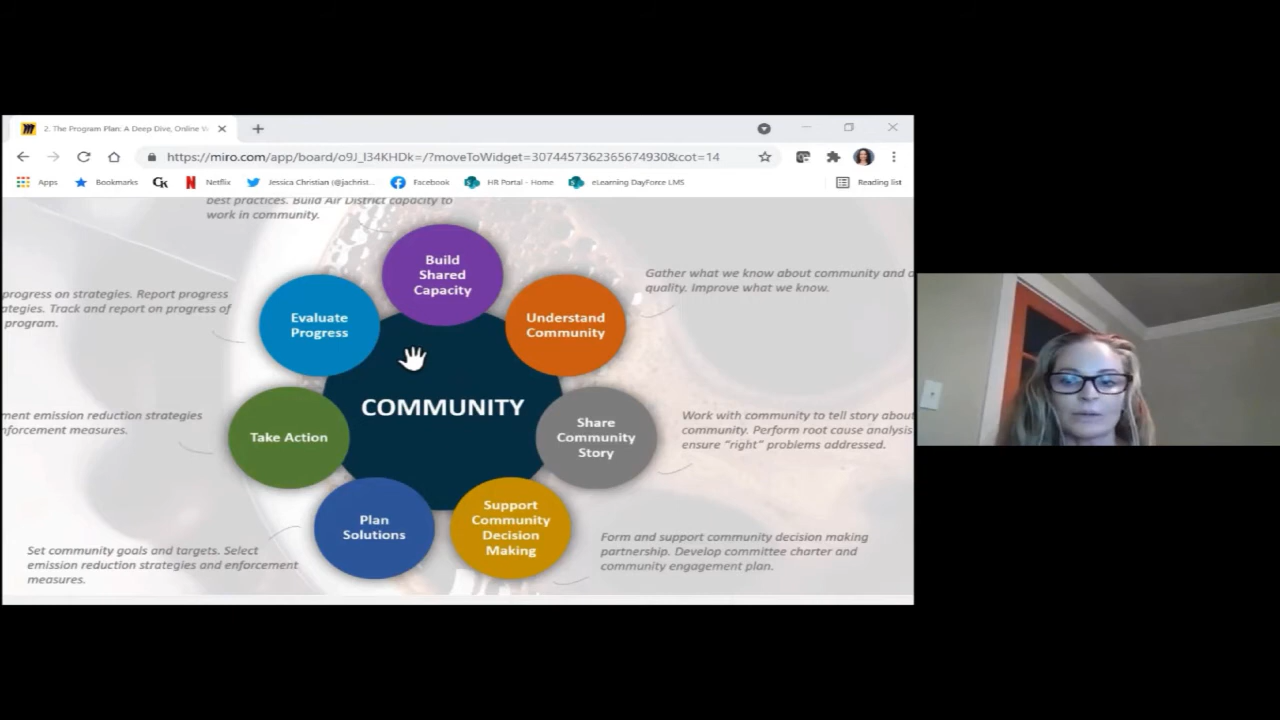 2. The Program Plan: A Deep Dive, Online
https://miro.com/app/board/o9J_l34KHDk=/?moveToWidget=3074457362365674930&cot=14
Apps
Bookmarks
GK
Netflix
Jessica Christian (@jachrist...
Facebook
HR Portal - Home
eLearning DayForce LMS
Reading list
best practices. Build Air District capacity to
work in community.
Build
Shared
Capacity
Gather what we know about community and
quality. Improve what we know.
progress on strategies. Report progress
ategies. Track and report on progress of
program.
Evaluate
Progress
Understand
Community
COMMUNITY
ment emission reduction strategies
nforcement measures.
Take Action
Share
Community
Story
Work with community to tell story about
community. Perform root cause analysis
ensure "right" problems addressed.
Plan
Solutions
Support
Community
Decision
Making
Set community goals and targets. Select
emission reduction strategies and enforcement
measures.
Form and support community decision making
partnership. Develop committee charter and
community engagement plan.